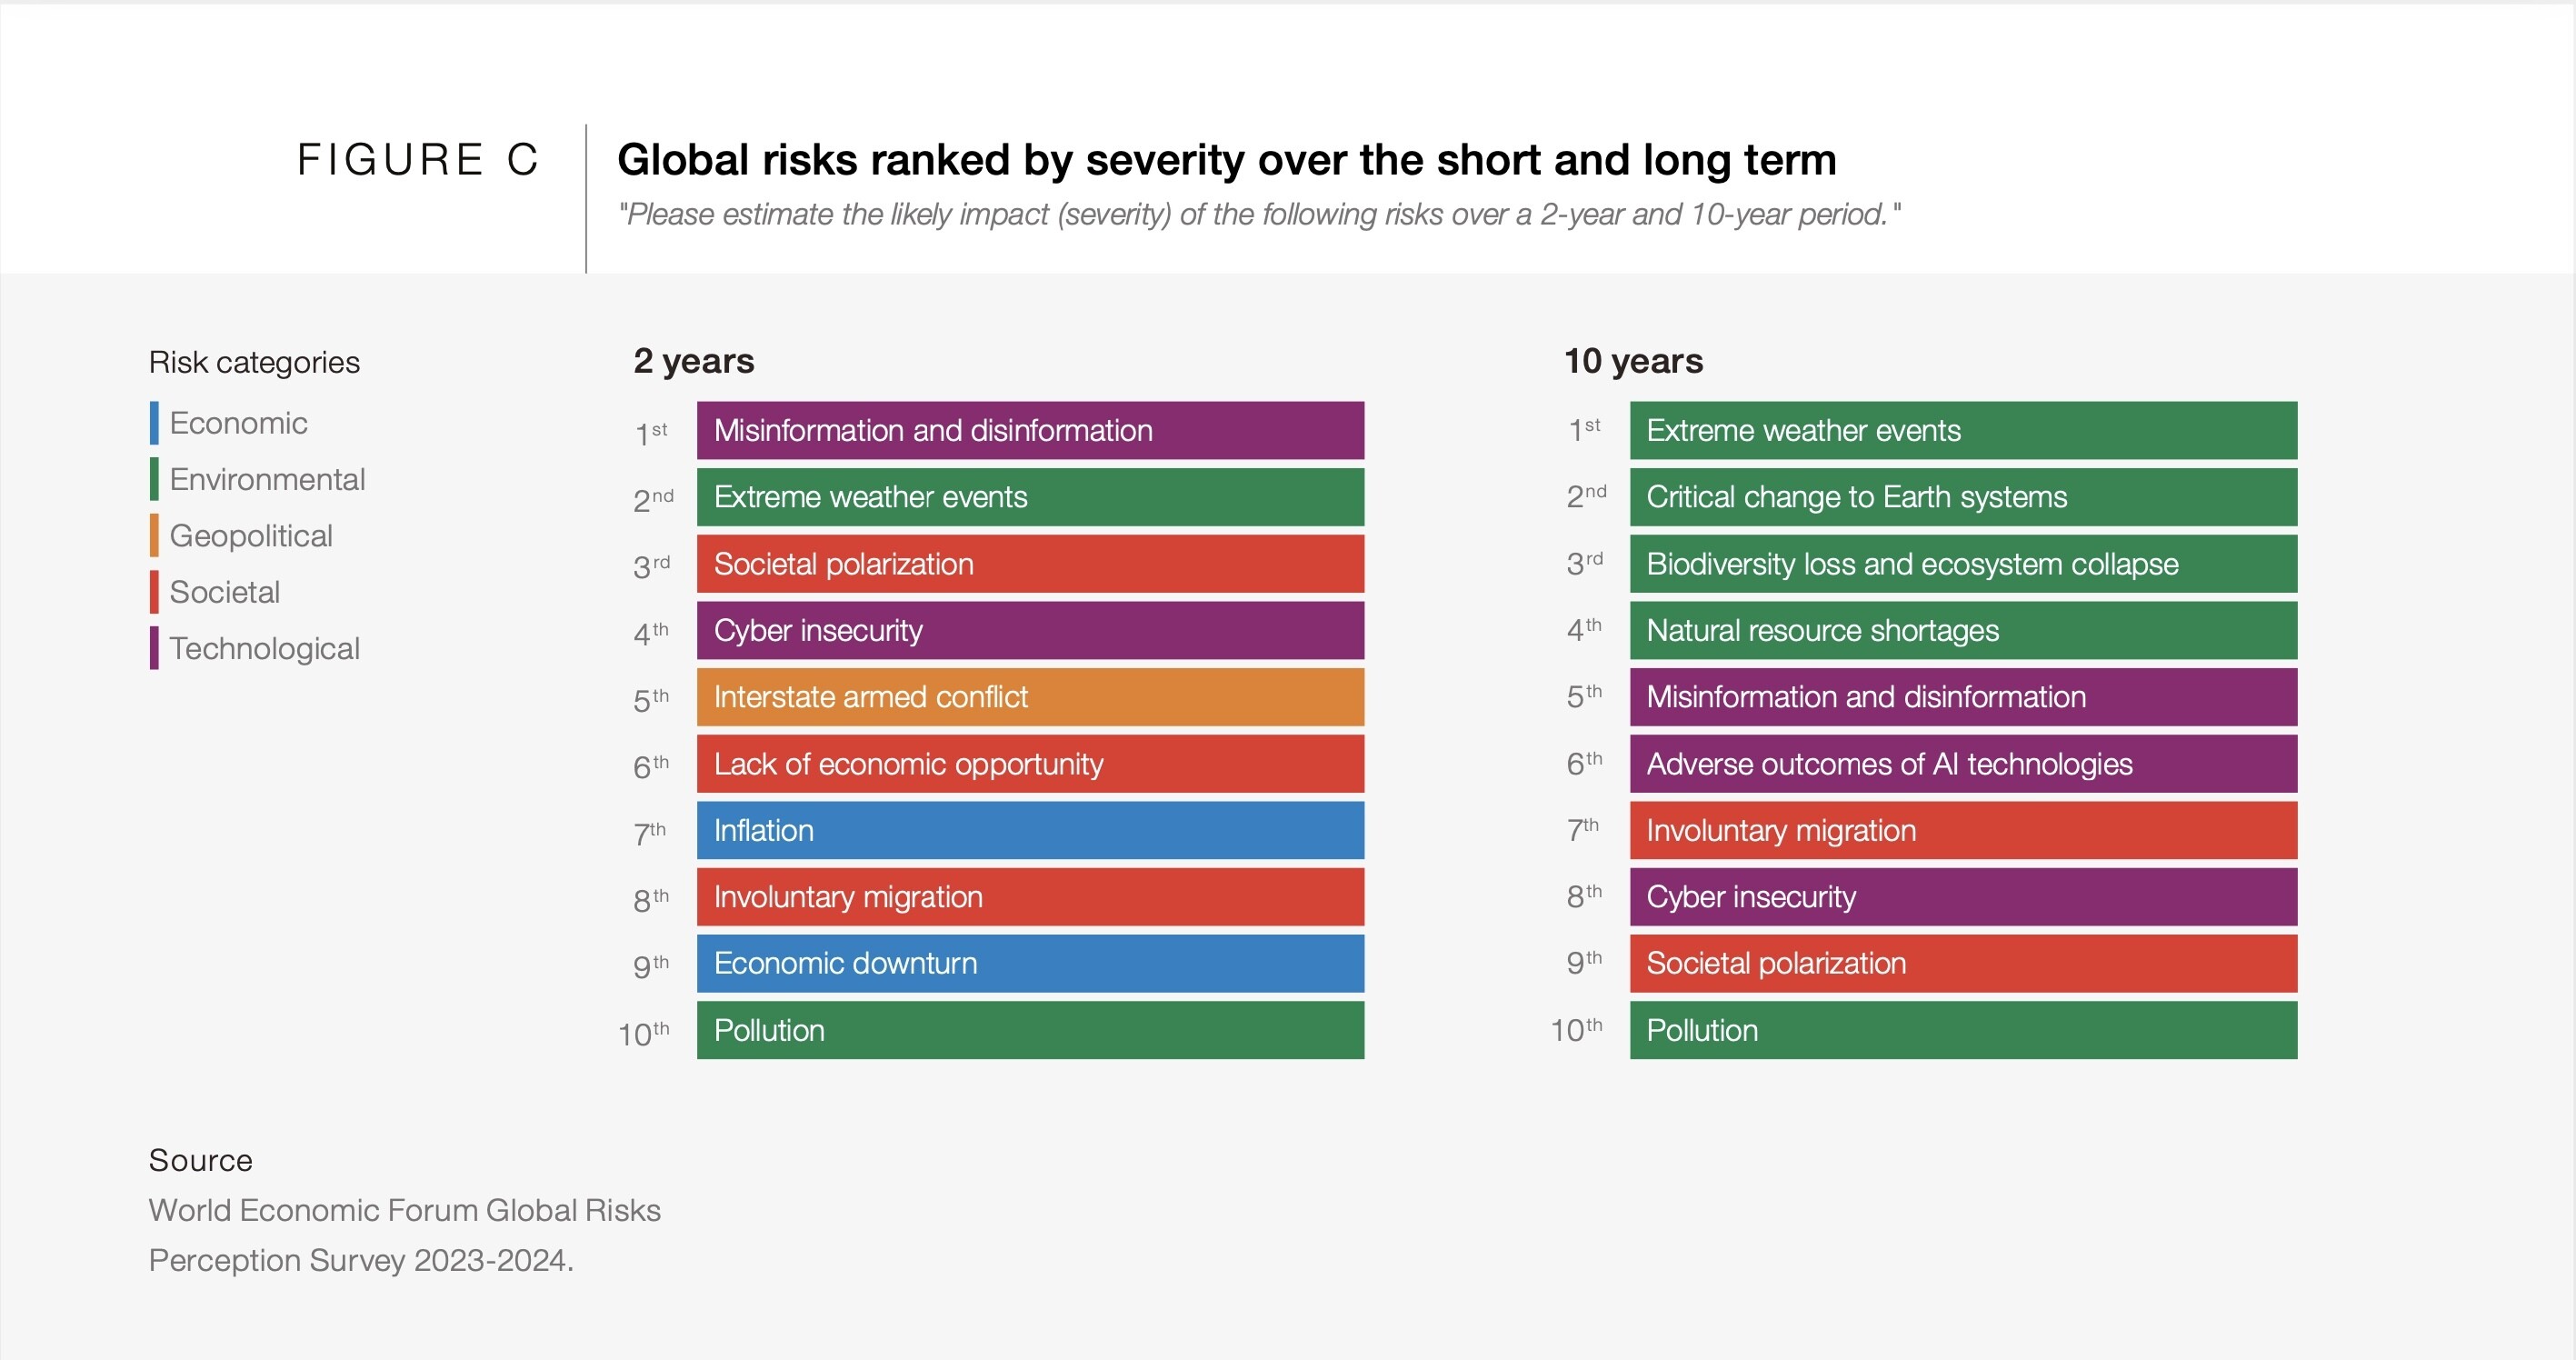 FIGURE C
Global risks ranked by severity over the short and long term
"Please estimate the likely impact (severity) of the following risks over a 2-year and 10-year period."
Risk categories
Economic
Environmental
Geopolitical
Societal
Technological
2 years
1st Misinformation and disinformation
2nd Extreme weather events
3rd Societal polarization
4th Cyber insecurity
5th Interstate armed conflict
6th Lack of economic opportunity
7th Inflation
8th Involuntary migration
9th Economic downturn
10th Pollution
10 years
1st Extreme weather events
2nd Critical change to Earth systems
3rd Biodiversity loss and ecosystem collapse
4th Natural resource shortages
5th Misinformation and disinformation
6th Adverse outcomes of AI technologies
7th Involuntary migration
8th Cyber insecurity
9th Societal polarization
10th Pollution
Source
World Economic Forum Global Risks
Perception Survey 2023-2024.